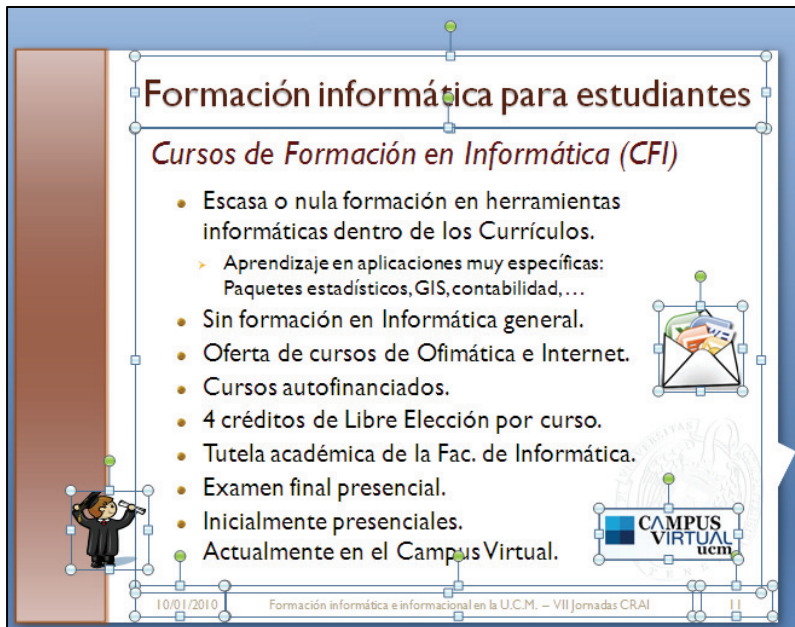 Formación informática para estudiantes
Cursos de Formación en Informática (CFI)
Escasa o nula formación en herramientas
informáticas dentro de los Currículos.
Aprendizaje en aplicaciones muy específicas:
Paquetes estadísticos, GIS, contabilidad, …
Sin formación en Informática general.
Oferta de cursos de Ofimática e Internet.
Cursos autofinanciados.
4 créditos de Libre Elección por curso.
Tutela académica de la Fac. de Informática.
Examen final presencial.
Inicialmente presenciales.
Actualmente en el Campus Virtual.
CAMPUS
VIRTUAL
ucm
10/01/2010
Formación informática e informacional en la U.C.M. – VII Jornadas CRAI
11